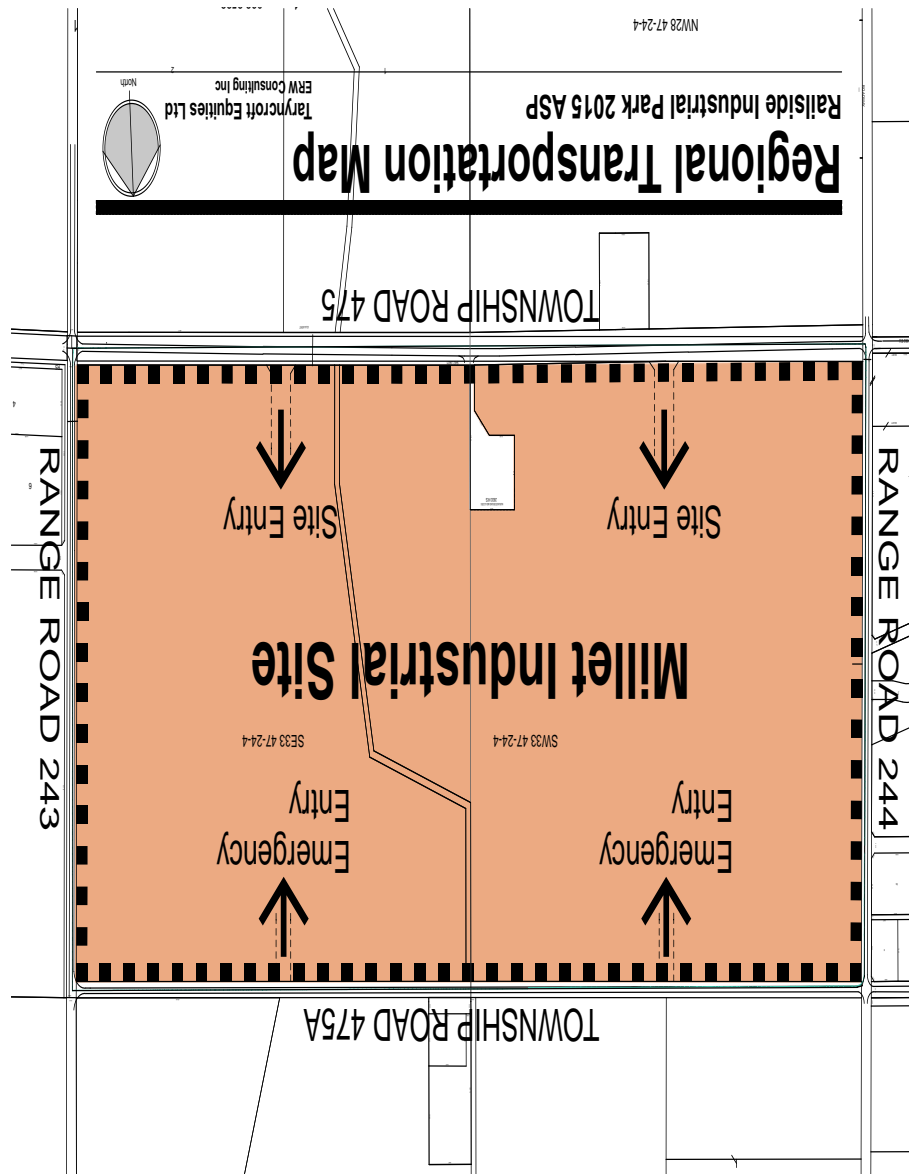 TOWNSHIP ROAD 475A
Emergency
Entry
Emergency
Entry
SW33 47-24-4
SE33 47-24-4
Millet Industrial Site
RANGE ROAD 244
RANGE ROAD 243
Site Entry
Site Entry
TOWNSHIP ROAD 475
Regional Transportation Map
Railside Industrial Park 2015 ASP
Tarycroft Equities Ltd
ERW Consulting Inc
North
NW28 47-24-4